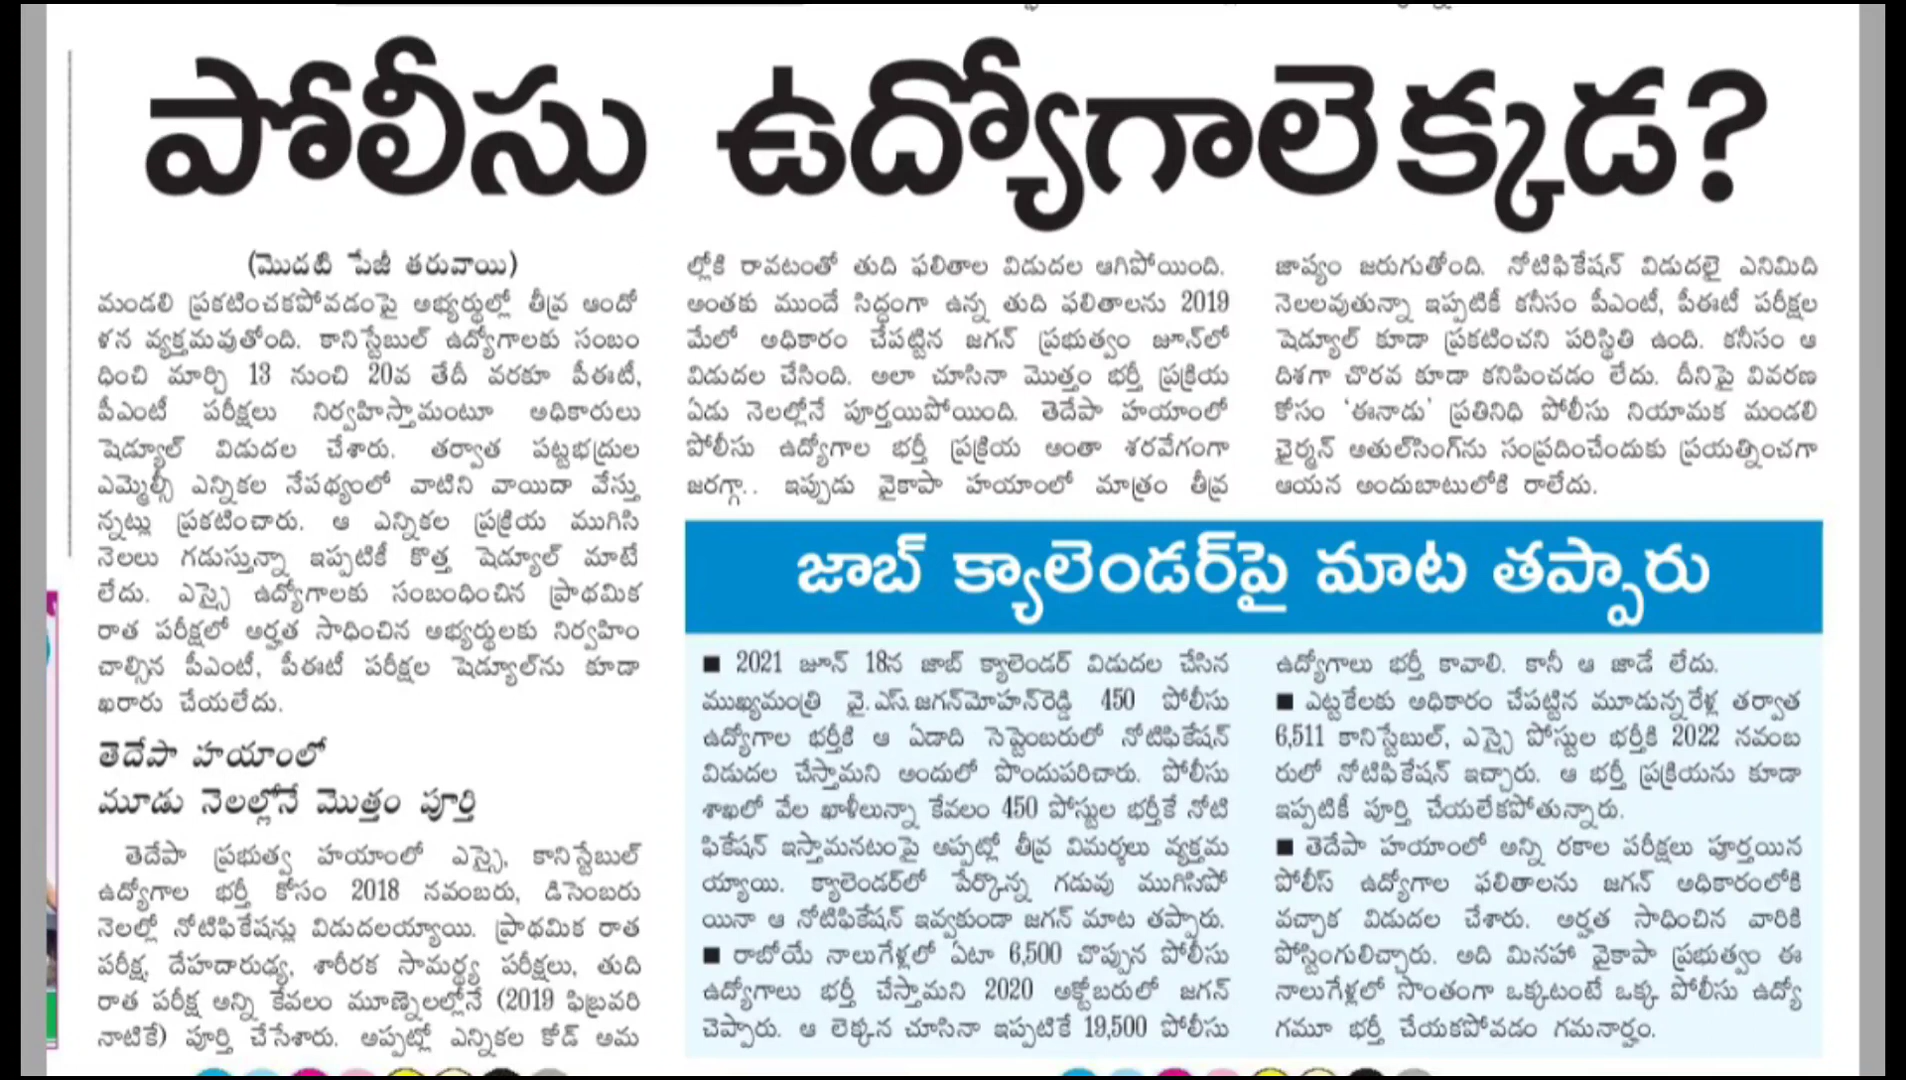 పోలీసు ఉద్యోగాలెక్కడ?
(మొదటి పేజీ తరువాయి)
మండలి ప్రకటించకపోవడంపై అభ్యర్థుల్లో తీవ్ర ఆందో
ళన వ్యక్తమవుతోంది. కానిస్టేబుల్ ఉద్యోగాలకు సంబం
ధించి మార్చి 13 నుంచి 20వ తేదీ వరకూ పీఈటీ,
పీఎంటీ పరీక్షలు నిర్వహిస్తామంటూ అధికారులు
షెడ్యూల్ విడుదల చేశారు. తర్వాత పట్టభద్రుల
ఎమ్మెల్సీ ఎన్నికల నేపథ్యంలో వాటిని వాయిదా వేస్తు
న్నట్లు ప్రకటించారు. ఆ ఎన్నికల ప్రక్రియ ముగిసి
నెలలు గడుస్తున్నా ఇప్పటికీ కొత్త షెడ్యూల్ మాటే
లేదు. ఎస్సై ఉద్యోగాలకు సంబంధించిన ప్రాథమిక
రాత పరీక్షలో అర్హత సాధించిన అభ్యర్థులకు నిర్వహిం
చాల్సిన పీఎంటీ, పీఈటీ పరీక్షల షెడ్యూల్‌ను కూడా
ఖరారు చేయలేదు.
తెదేపా హయాంలో
మూడు నెలల్లోనే మొత్తం పూర్తి
తెదేపా ప్రభుత్వ హయాంలో ఎస్సై, కానిస్టేబుల్
ఉద్యోగాల భర్తీ కోసం 2018 నవంబరు, డిసెంబరు
నెలల్లో నోటిఫికేషన్లు విడుదలయ్యాయి. ప్రాథమిక రాత
పరీక్ష, దేహదారుఢ్య, శారీరక సామర్థ్య పరీక్షలు, తుది
రాత పరీక్ష అన్ని కేవలం మూణ్నెలల్లోనే (2019 ఫిబ్రవరి
నాటికే) పూర్తి చేసేశారు. అప్పట్లో ఎన్నికల కోడ్ అమ
ల్లోకి రావటంతో తుది ఫలితాల విడుదల ఆగిపోయింది.
అంతకు ముందే సిద్ధంగా ఉన్న తుది ఫలితాలను 2019
మేలో అధికారం చేపట్టిన జగన్ ప్రభుత్వం జూన్‌లో
విడుదల చేసింది. అలా చూసినా మొత్తం భర్తీ ప్రక్రియ
ఏడు నెలల్లోనే పూర్తయిపోయింది. తెదేపా హయాంలో
పోలీసు ఉద్యోగాల భర్తీ ప్రక్రియ అంతా శరవేగంగా
జరగ్గా.. ఇప్పుడు వైకాపా హయాంలో మాత్రం తీవ్ర
జాప్యం జరుగుతోంది. నోటిఫికేషన్ విడుదలై ఎనిమిది
నెలలవుతున్నా ఇప్పటికీ కనీసం పీఎంటీ, పీఈటీ పరీక్షల
షెడ్యూల్ కూడా ప్రకటించని పరిస్థితి ఉంది. కనీసం ఆ
దిశగా చొరవ కూడా కనిపించడం లేదు. దీనిపై వివరణ
కోసం 'ఈనాడు' ప్రతినిధి పోలీసు నియామక మండలి
ఛైర్మన్ అతుల్‌సింగ్‌ను సంప్రదించేందుకు ప్రయత్నించగా
ఆయన అందుబాటులోకి రాలేదు.
జాబ్ క్యాలెండర్‌పై మాట తప్పారు
■ 2021 జూన్ 18న జాబ్ క్యాలెండర్ విడుదల చేసిన
ముఖ్యమంత్రి వై.ఎస్.జగన్‌మోహన్‌రెడ్డి 450 పోలీసు
ఉద్యోగాల భర్తీకి ఆ ఏడాది సెప్టెంబరులో నోటిఫికేషన్
విడుదల చేస్తామని అందులో పొందుపరిచారు. పోలీసు
శాఖలో వేల ఖాళీలున్నా కేవలం 450 పోస్టుల భర్తీకే నోటి
ఫికేషన్ ఇస్తామనటంపై అప్పట్లో తీవ్ర విమర్శలు వ్యక్తమ
య్యాయి. క్యాలెండర్‌లో పేర్కొన్న గడువు ముగిసిపో
యినా ఆ నోటిఫికేషన్ ఇవ్వకుండా జగన్ మాట తప్పారు.
■ రాబోయే నాలుగేళ్లలో ఏటా 6,500 చొప్పున పోలీసు
ఉద్యోగాలు భర్తీ చేస్తామని 2020 అక్టోబరులో జగన్
చెప్పారు. ఆ లెక్కన చూసినా ఇప్పటికే 19,500 పోలీసు
ఉద్యోగాలు భర్తీ కావాలి. కానీ ఆ జాడే లేదు.
■ ఎట్టకేలకు అధికారం చేపట్టిన మూడున్నరేళ్ల తర్వాత
6,511 కానిస్టేబుల్, ఎస్సై పోస్టుల భర్తీకి 2022 నవంబ
రులో నోటిఫికేషన్ ఇచ్చారు. ఆ భర్తీ ప్రక్రియను కూడా
ఇప్పటికీ పూర్తి చేయలేకపోతున్నారు.
■ తెదేపా హయాంలో అన్ని రకాల పరీక్షలు పూర్తయిన
పోలీస్ ఉద్యోగాల ఫలితాలను జగన్ అధికారంలోకి
వచ్చాక విడుదల చేశారు. అర్హత సాధించిన వారికి
పోస్టింగులిచ్చారు. అది మినహా వైకాపా ప్రభుత్వం ఈ
నాలుగేళ్లలో సొంతంగా ఒక్కటంటే ఒక్క పోలీసు ఉద్యో
గమూ భర్తీ చేయకపోవడం గమనార్హం.